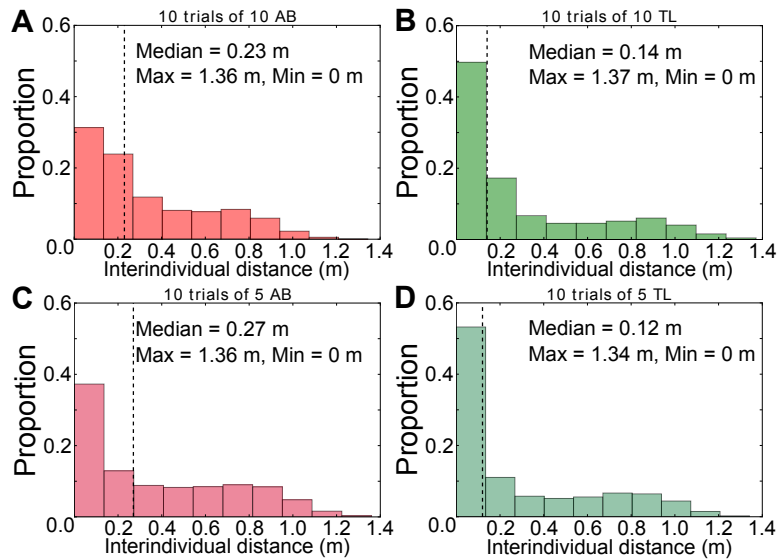 A
10 trials of 10 AB
0.6
0.4
0.2
0.0
Proportion
Median = 0.23 m
Max = 1.36 m, Min = 0 m
0.2 0.4 0.6 0.8 1.0 1.2 1.4
Interindividual distance (m)
B
10 trials of 10 TL
0.6
0.4
0.2
0.0
Proportion
Median = 0.14 m
Max = 1.37 m, Min = 0 m
0.2 0.4 0.6 0.8 1.0 1.2 1.4
Interindividual distance (m)
C
10 trials of 5 AB
0.6
0.4
0.2
0.0
Proportion
Median = 0.27 m
Max = 1.36 m, Min = 0 m
0.2 0.4 0.6 0.8 1.0 1.2 1.4
Interindividual distance (m)
D
10 trials of 5 TL
0.6
0.4
0.2
0.0
Proportion
Median = 0.12 m
Max = 1.34 m, Min = 0 m
0.2 0.4 0.6 0.8 1.0 1.2 1.4
Interindividual distance (m)